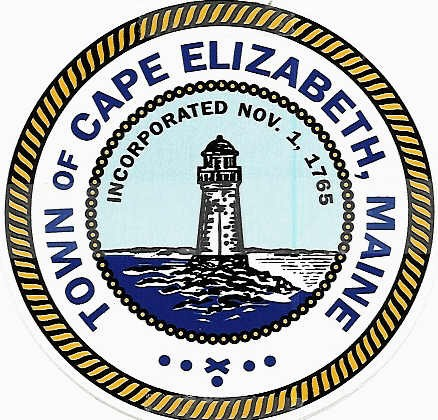 TOWN OF CAPE ELIZABETH, MAINE
INCORPORATED NOV. 1, 1765